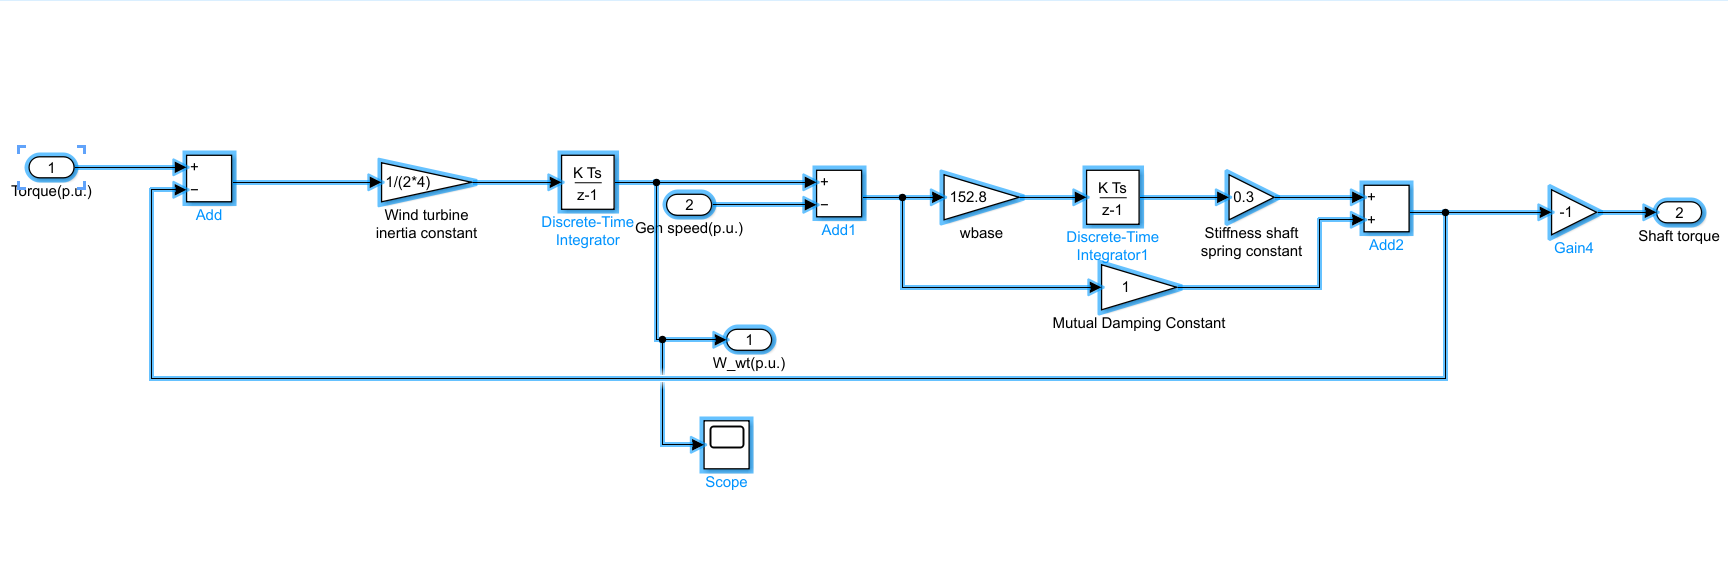 1
Torque(p.u.)
+
−
Add
1/(2*4)
Wind turbine
inertia constant
K Ts
z-1
Discrete-Time
Integrator
2
Gen speed(p.u.)
+
−
Add1
152.8
wbase
K Ts
z-1
Discrete-Time
Integrator1
0.3
Stiffness shaft
spring constant
1
Mutual Damping Constant
+
+
Add2
-1
Gain4
2
Shaft torque
1
W_wt(p.u.)
Scope